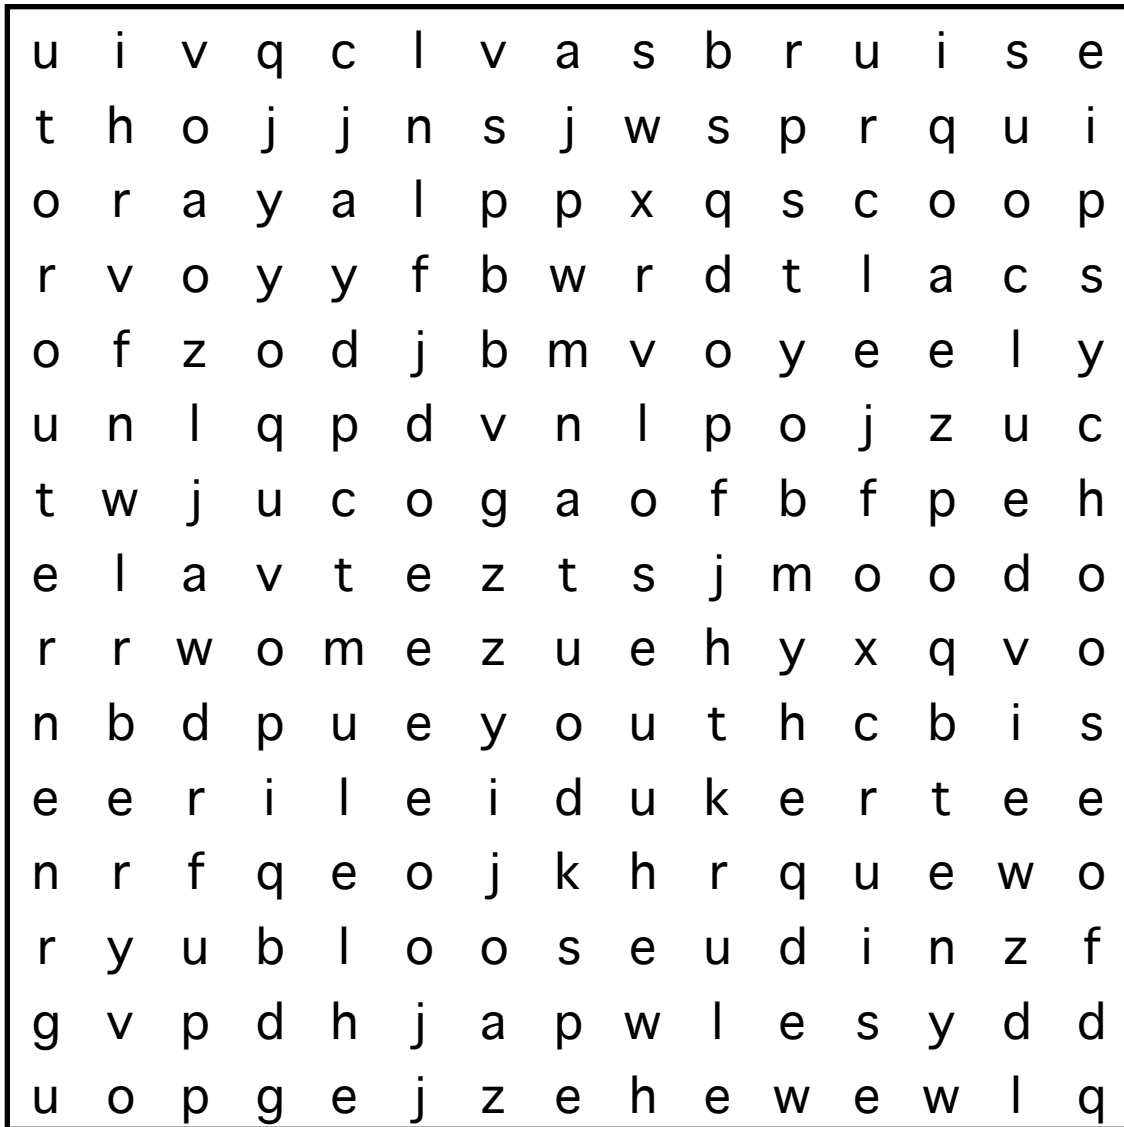 u i v q c l v a s b r u i s e
t h o j j n s j w s p r q u i
o r a y a l p p x q s c o o p
r v o y y f b w r d t l a c s
o f z o d j b m v o y e e l y
u n l q p d v n l p o j z u c
t w j u c o g a o f b f p e h
e l a v t e z t s j m o o d o
r r w o m e z u e h y x q v o
n b d p u e y o u t h c b i s
e e r i l e i d u k e r t e e
n r f q e o j k h r q u e w o
r y u b l o o s e u d i n z f
g v p d h j a p w l e s y d d
u o p g e j z e h e w e w l q